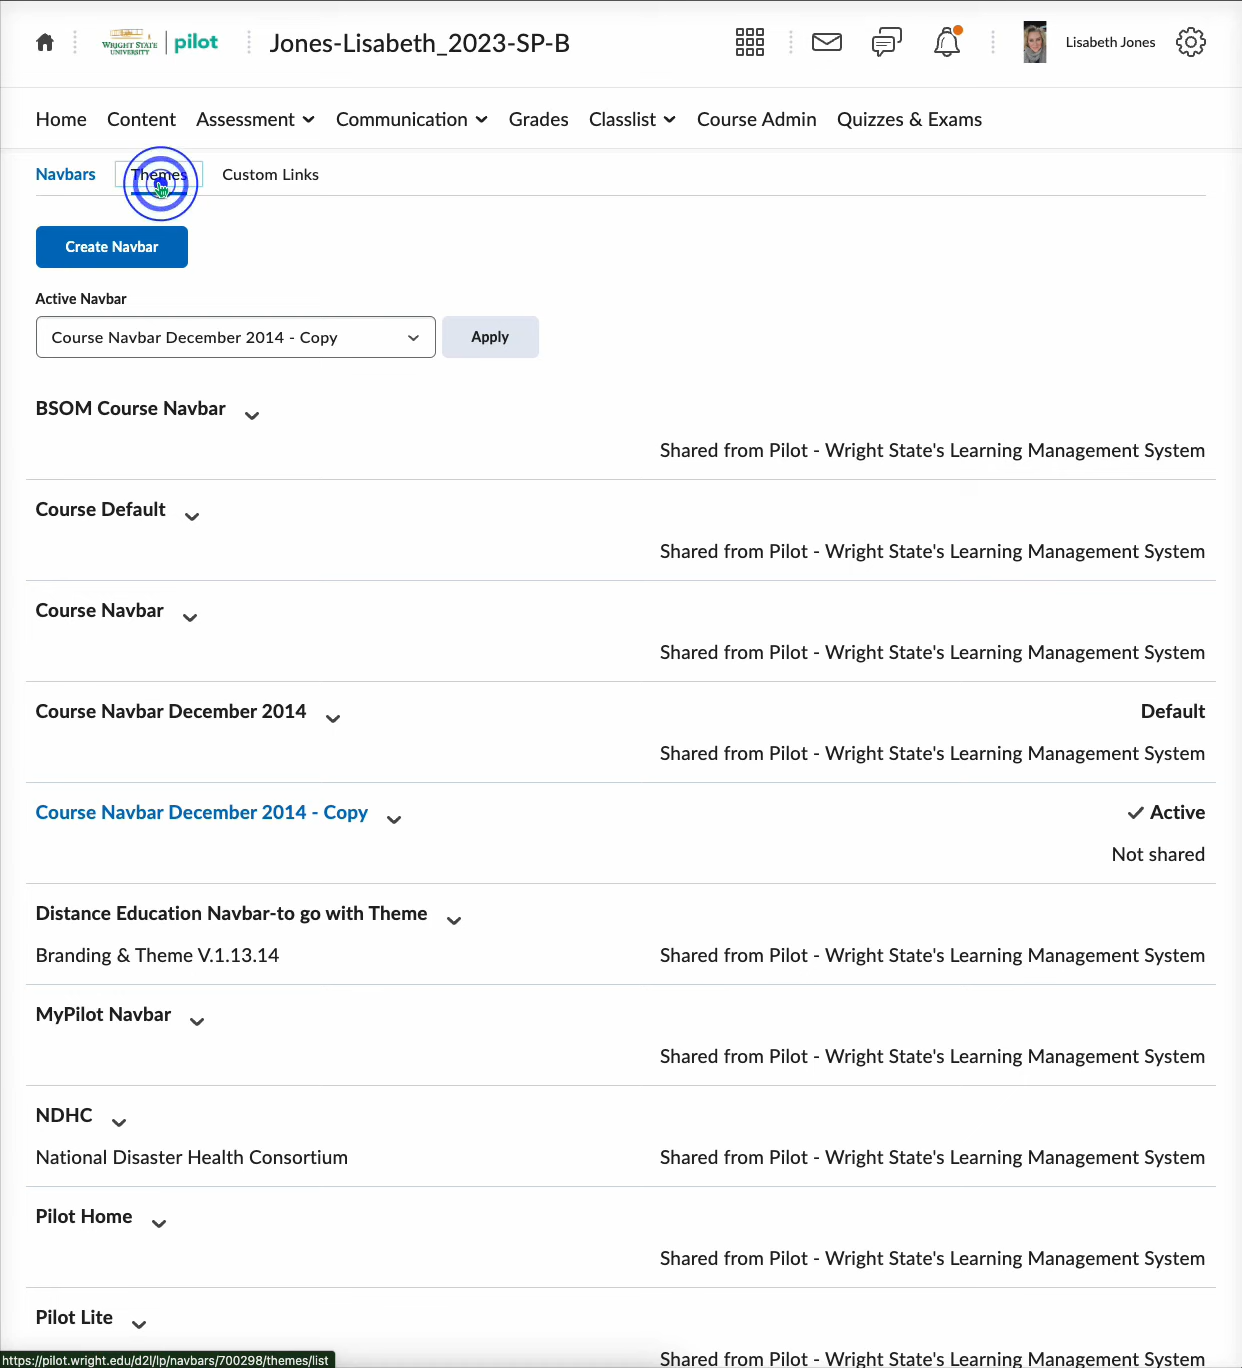 WRIGHT STATE
UNIVERSITY
pilot
Jones-Lisabeth_2023-SP-B
Lisabeth Jones
Home Content Assessment Communication Grades Classlist Course Admin Quizzes & Exams
Navbars Themes Custom Links
Create Navbar
Active Navbar
Course Navbar December 2014 - Copy Apply
BSOM Course Navbar
Shared from Pilot - Wright State's Learning Management System
Course Default
Shared from Pilot - Wright State's Learning Management System
Course Navbar
Shared from Pilot - Wright State's Learning Management System
Course Navbar December 2014 Default
Shared from Pilot - Wright State's Learning Management System
Course Navbar December 2014 - Copy Active
Not shared
Distance Education Navbar-to go with Theme
Branding & Theme V.1.13.14 Shared from Pilot - Wright State's Learning Management System
MyPilot Navbar
Shared from Pilot - Wright State's Learning Management System
NDHC
National Disaster Health Consortium Shared from Pilot - Wright State's Learning Management System
Pilot Home
Shared from Pilot - Wright State's Learning Management System
Pilot Lite
Shared from Pilot - Wright State's Learning Management System
https://pilot.wright.edu/d2l/lp/navbars/700298/themes/list